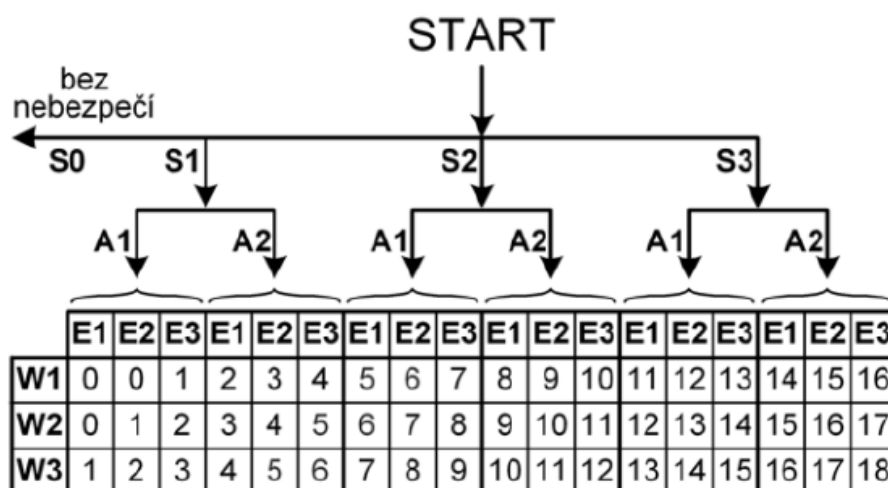 START
bez
nebezpečí
S0 S1 S2 S3
A1 A2 A1 A2 A1 A2
E1 E2 E3 E1 E2 E3 E1 E2 E3 E1 E2 E3 E1 E2 E3 E1 E2 E3
W1 0 0 1 2 3 4 5 6 7 8 9 10 11 12 13 14 15 16
W2 0 1 2 3 4 5 6 7 8 9 10 11 12 13 14 15 16 17
W3 1 2 3 4 5 6 7 8 9 10 11 12 13 14 15 16 17 18